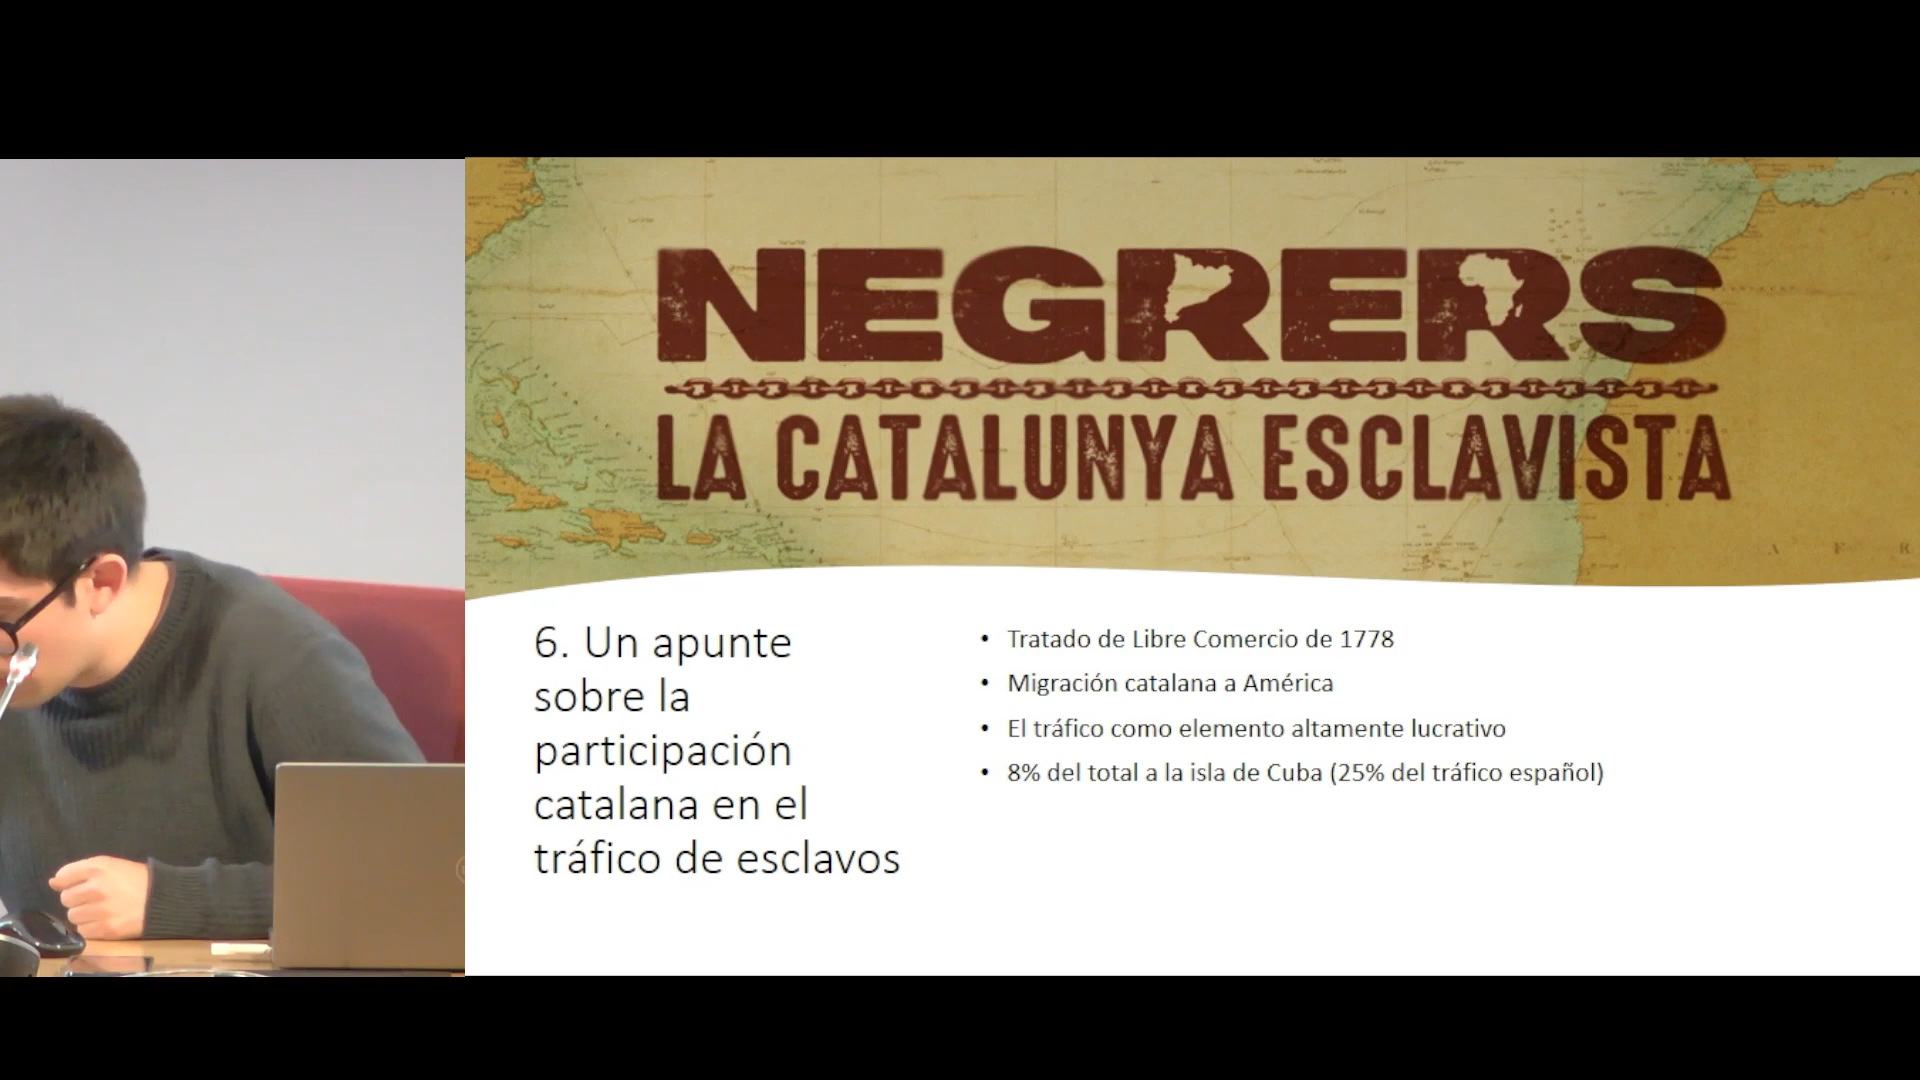 NEGRERS
LA CATALUNYA ESCLAVISTA
6. Un apunte
sobre la
participación
catalana en el
tráfico de esclavos
• Tratado de Libre Comercio de 1778
• Migración catalana a América
• El tráfico como elemento altamente lucrativo
• 8% del total a la isla de Cuba (25% del tráfico español)
A F R